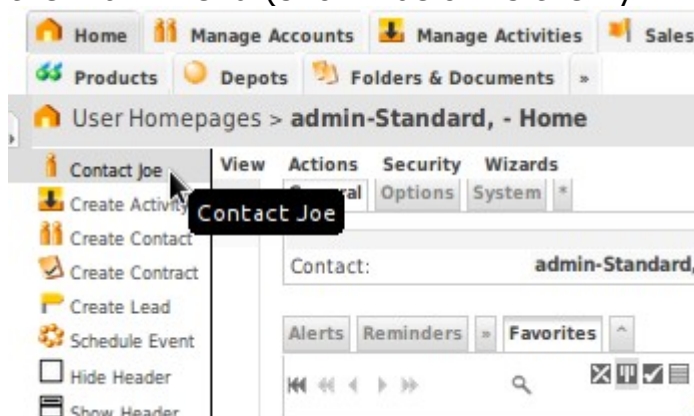 Home Manage Accounts Manage Activities Sales
Products Depots Folders & Documents »
User Homepages > admin-Standard, - Home
Contact Joe View Actions Security Wizards
Create Activity Contact Joe Options System *
Create Contact
Create Contract Contact: admin-Standard,
Create Lead
Schedule Event Alerts Reminders » Favorites ^
Hide Header
Show Header